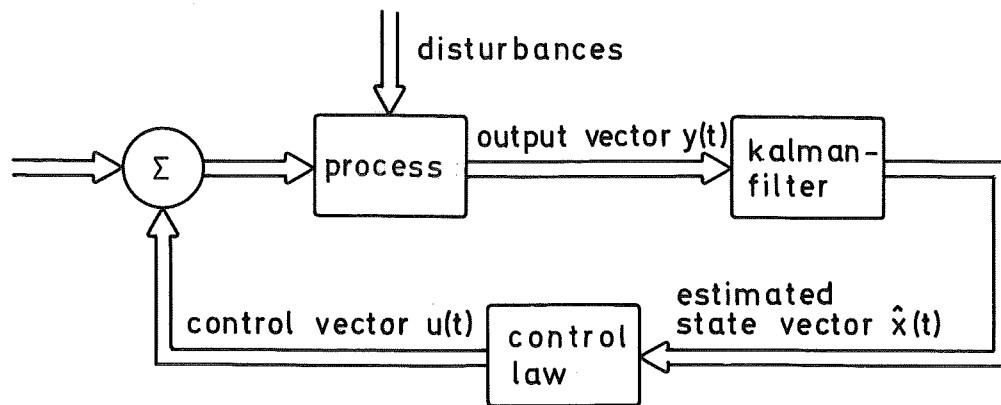 disturbances
Σ
process
output vector y(t)
kalman-
filter
estimated
state vector x̂(t)
control vector u(t)
control
law